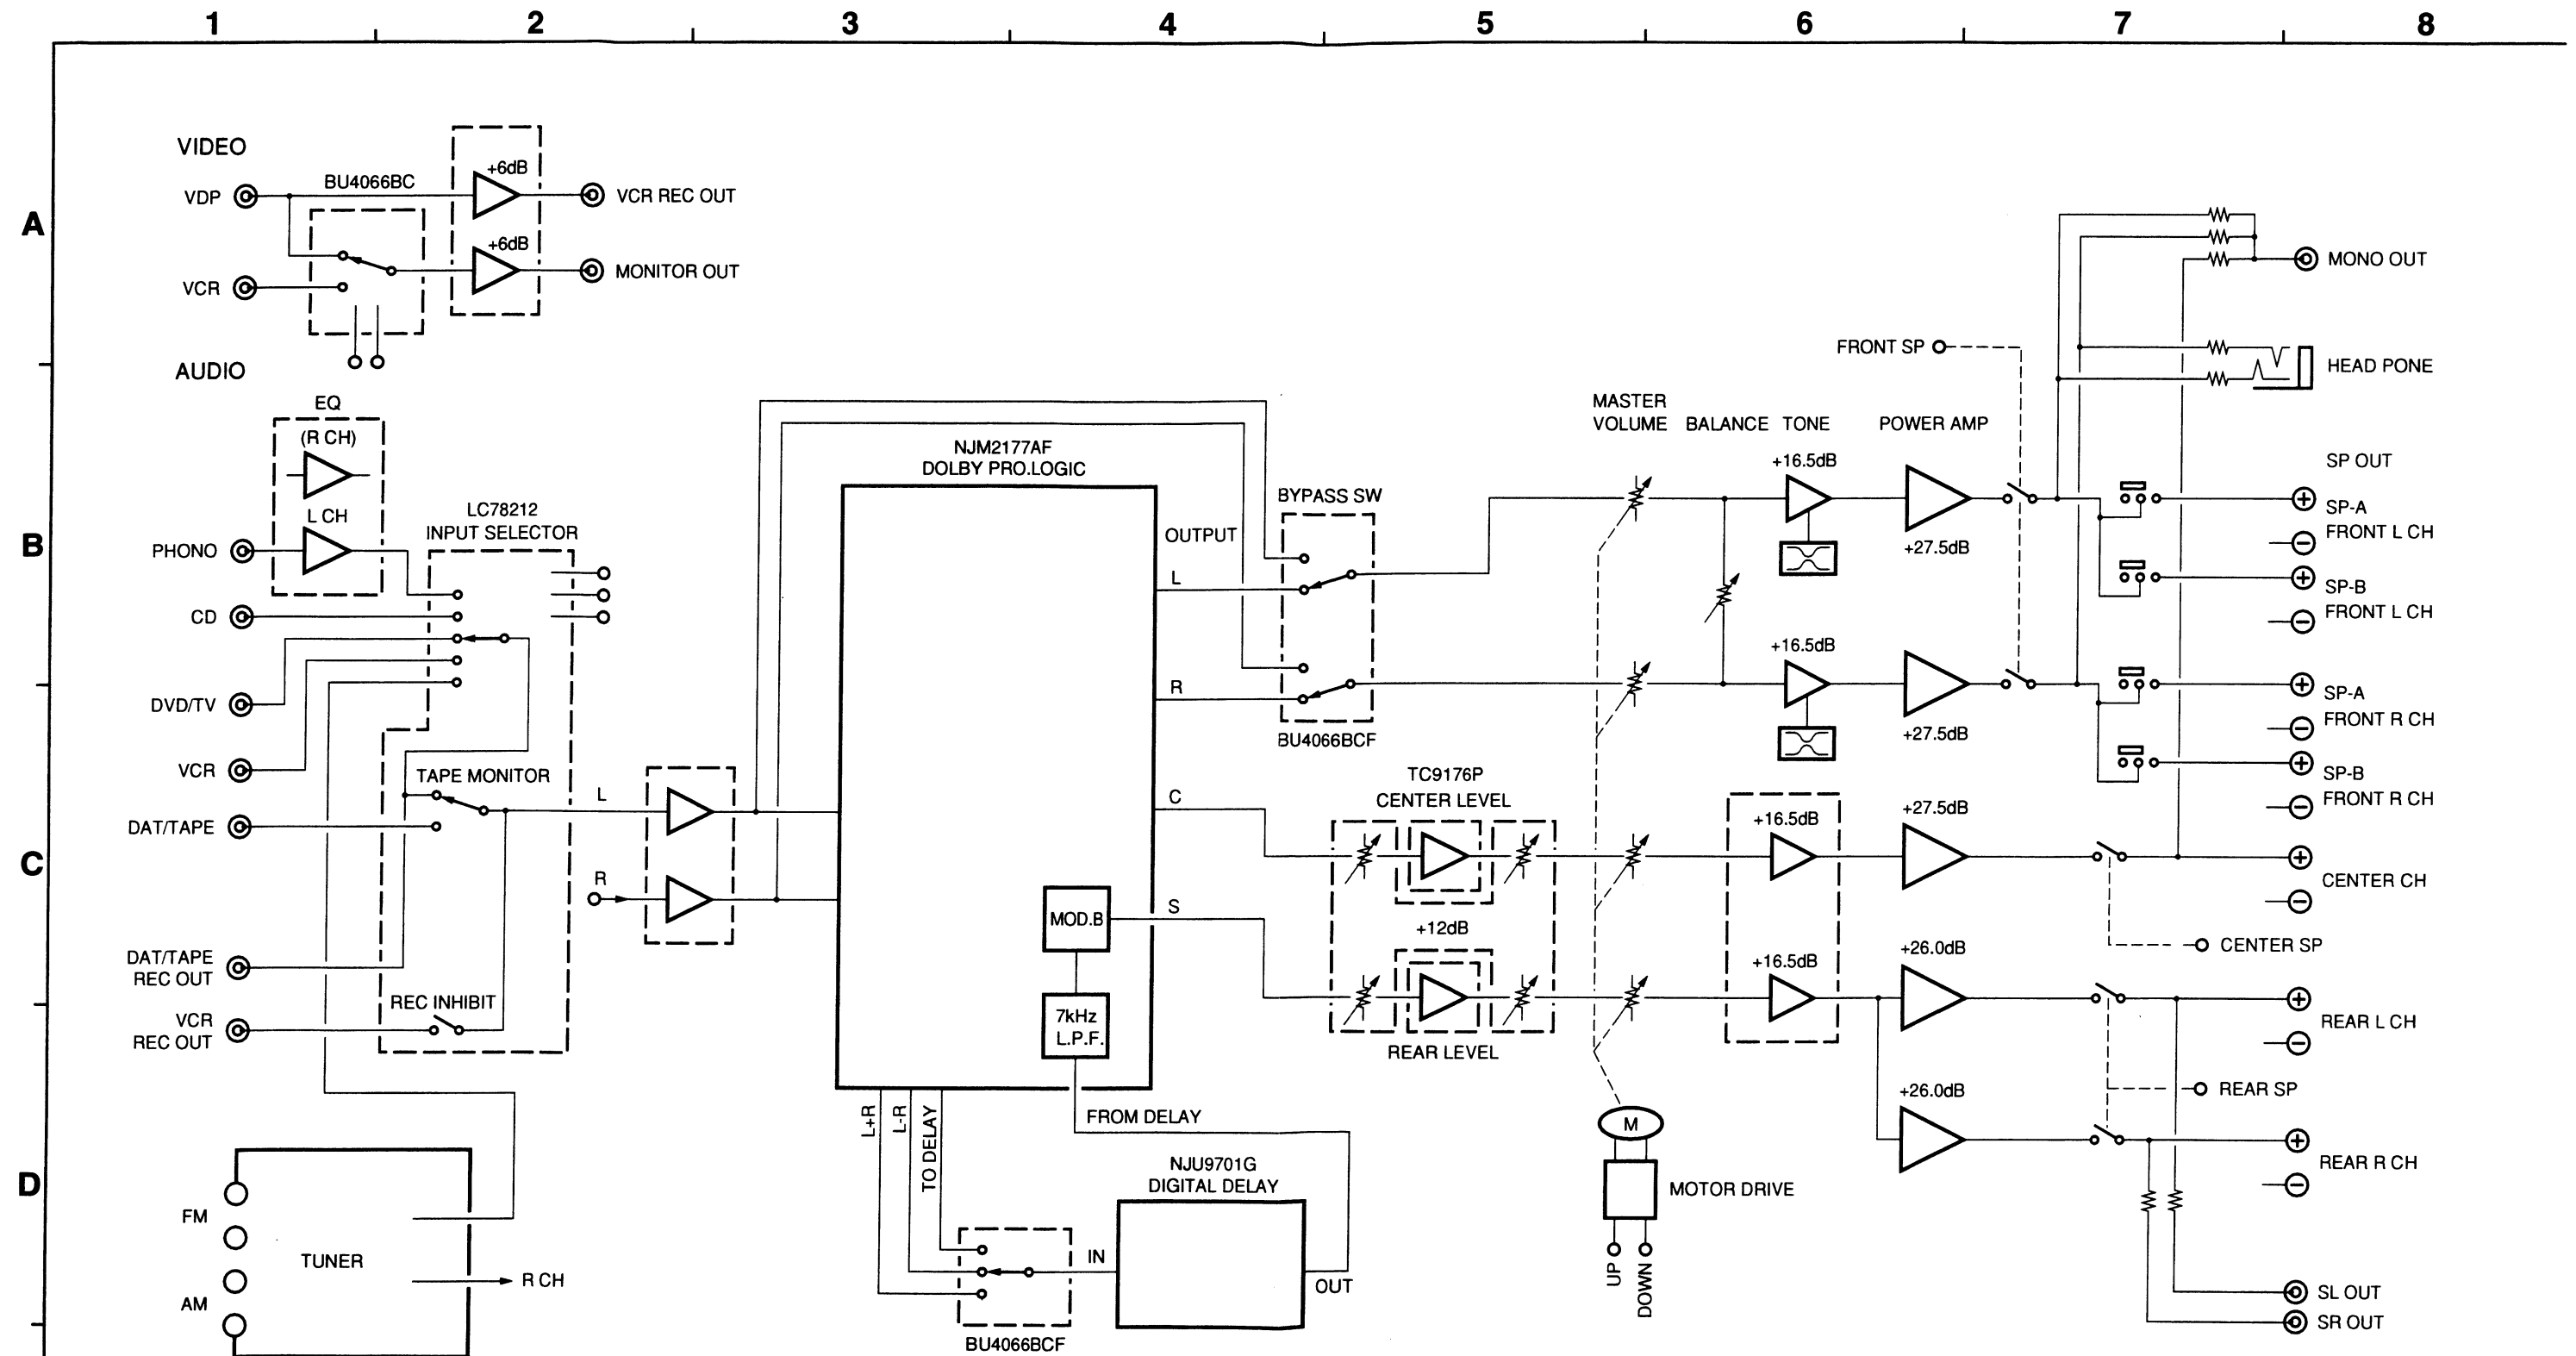 1 2 3 4 5 6 7 8
A
B
C
D
VIDEO
VDP
BU4066BC
+6dB
VCR REC OUT
+6dB
MONITOR OUT
VCR
AUDIO
EQ
(R CH)
L CH
PHONO
CD
DVD/TV
VCR
DAT/TAPE
DAT/TAPE
REC OUT
VCR
REC OUT
LC78212
INPUT SELECTOR
TAPE MONITOR
REC INHIBIT
L
R
FM
AM
TUNER
R CH
NJM2177AF
DOLBY PRO.LOGIC
MOD.B
7kHz
L.P.F.
OUTPUT
L
R
C
S
L+R
L-R
TO DELAY
FROM DELAY
NJU9701G
DIGITAL DELAY
IN
OUT
BU4066BCF
BYPASS SW
BU4066BCF
TC9176P
CENTER LEVEL
+12dB
REAR LEVEL
MASTER
VOLUME
BALANCE
TONE
POWER AMP
+16.5dB
+27.5dB
+16.5dB
+27.5dB
+16.5dB
+27.5dB
+16.5dB
+26.0dB
+26.0dB
M
MOTOR DRIVE
UP
DOWN
FRONT SP
MONO OUT
HEAD PONE
SP OUT
SP-A
FRONT L CH
SP-B
FRONT L CH
SP-A
FRONT R CH
SP-B
FRONT R CH
CENTER CH
CENTER SP
REAR L CH
REAR SP
REAR R CH
SL OUT
SR OUT